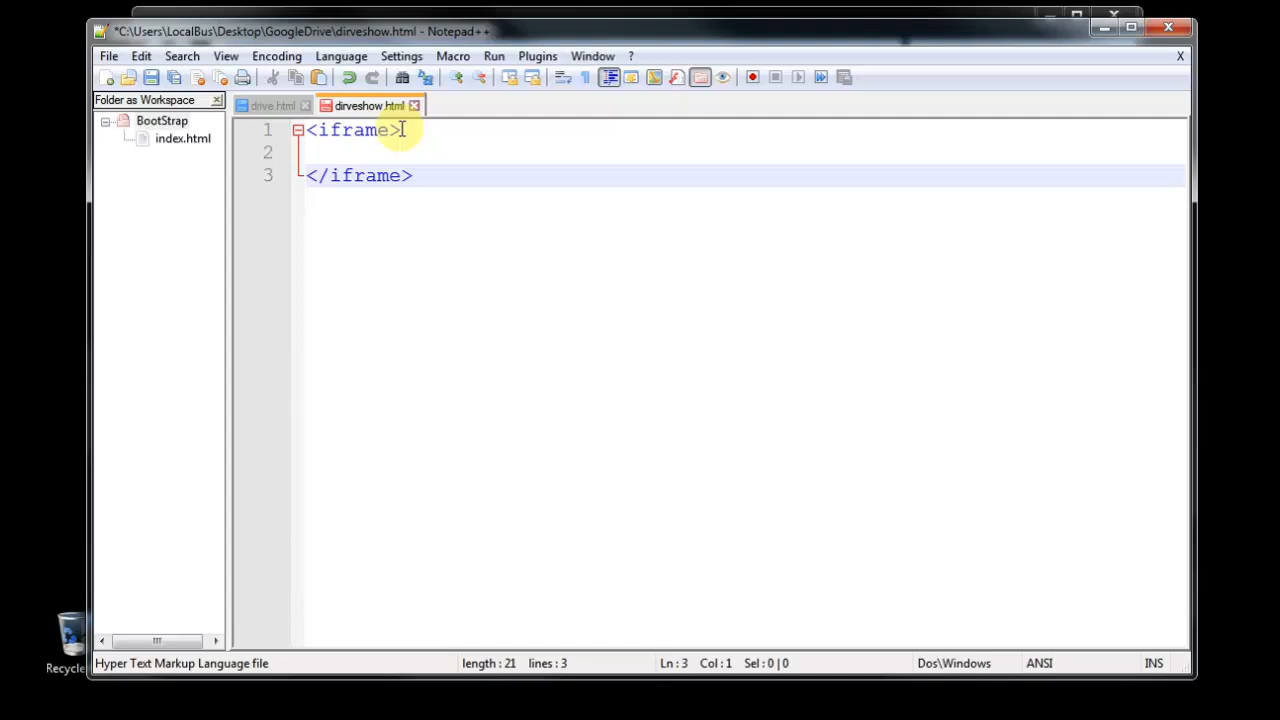 *C:\Users\LocalBus\Desktop\GoogleDrive\dirveshow.html - Notepad++
File Edit Search View Encoding Language Settings Macro Run Plugins Window ? X
Folder as Workspace
drive.html dirveshow.html
BootStrap
index.html
1 <iframe>
2
3 </iframe>
Recycle
Hyper Text Markup Language file length : 21 lines : 3 Ln : 3 Col : 1 Sel : 0 | 0 Dos\Windows ANSI INS